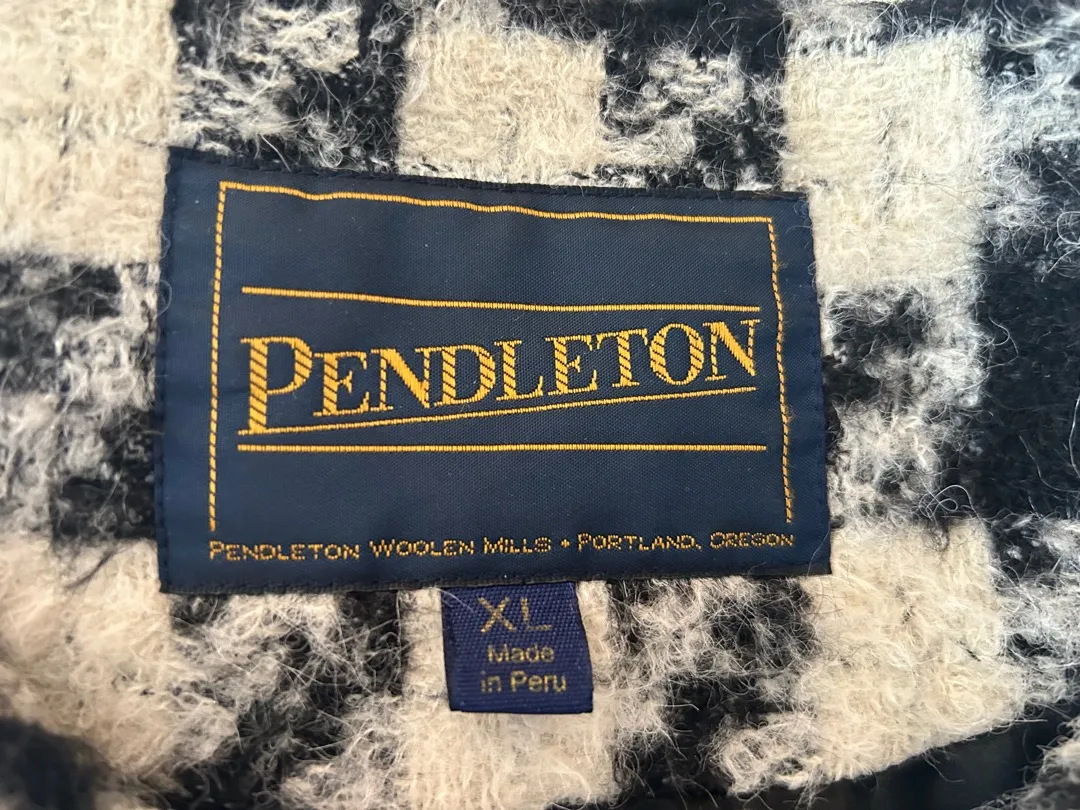 PENDLETON
PENDLETON WOOLEN MILLS • PORTLAND, OREGON
XL
Made
in Peru